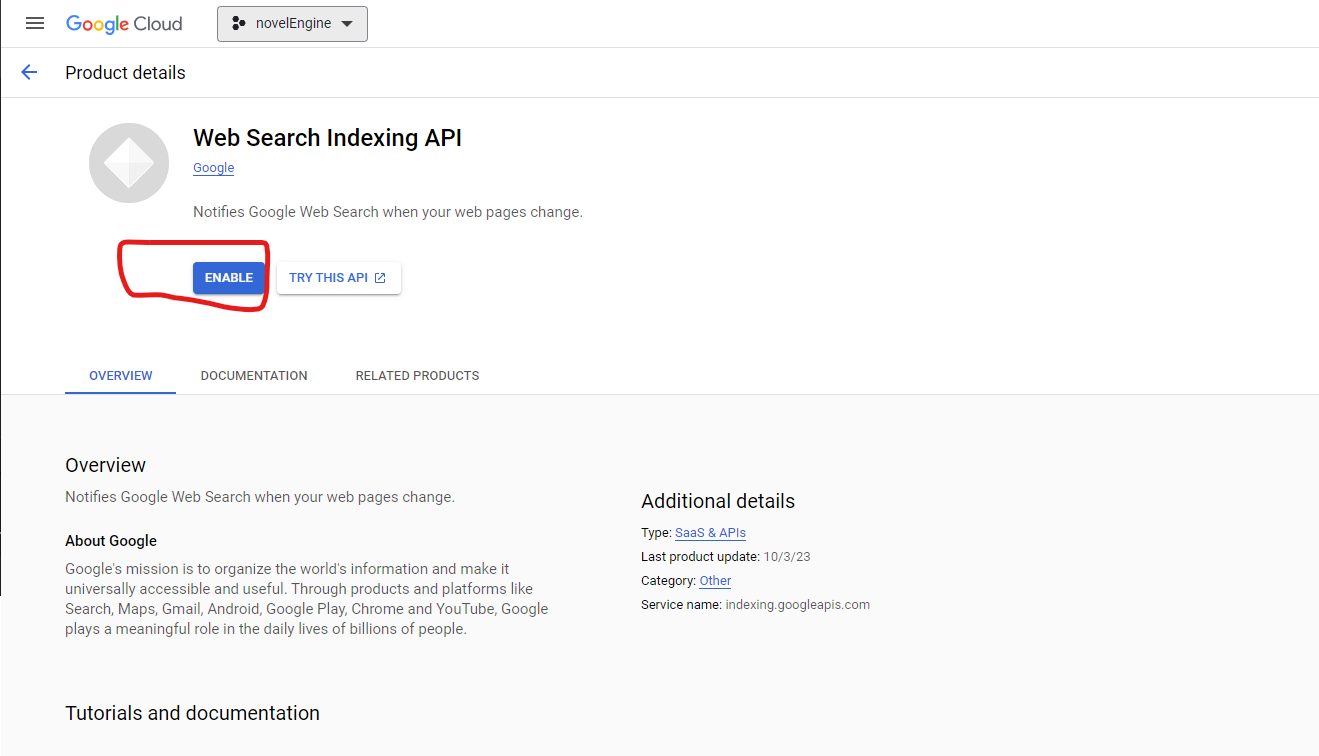 Google Cloud
novelEngine
Product details
Web Search Indexing API
Google
Notifies Google Web Search when your web pages change.
ENABLE
TRY THIS API
OVERVIEW
DOCUMENTATION
RELATED PRODUCTS
Overview
Notifies Google Web Search when your web pages change.
About Google
Google's mission is to organize the world's information and make it
universally accessible and useful. Through products and platforms like
Search, Maps, Gmail, Android, Google Play, Chrome and YouTube, Google
plays a meaningful role in the daily lives of billions of people.
Additional details
Type: SaaS & APIs
Last product update: 10/3/23
Category: Other
Service name: indexing.googleapis.com
Tutorials and documentation